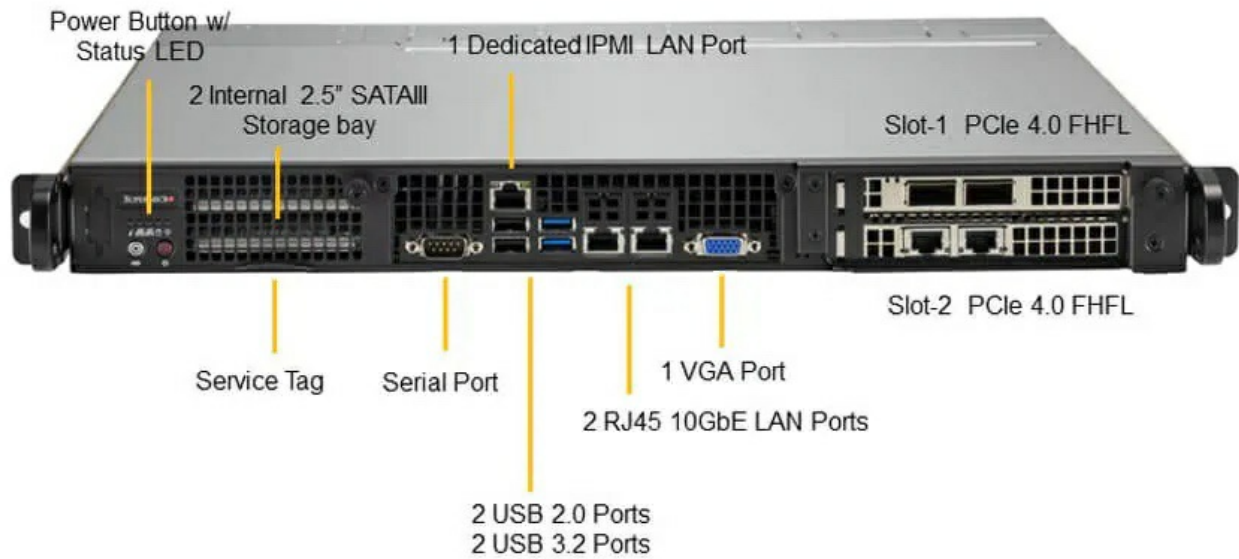 Power Button w/
Status LED
1 Dedicated IPMI LAN Port
2 Internal 2.5” SATAIII
Storage bay
Slot-1 PCIe 4.0 FHFL
SUPERMICRO
Slot-2 PCIe 4.0 FHFL
Service Tag
Serial Port
1 VGA Port
2 RJ45 10GbE LAN Ports
2 USB 2.0 Ports
2 USB 3.2 Ports